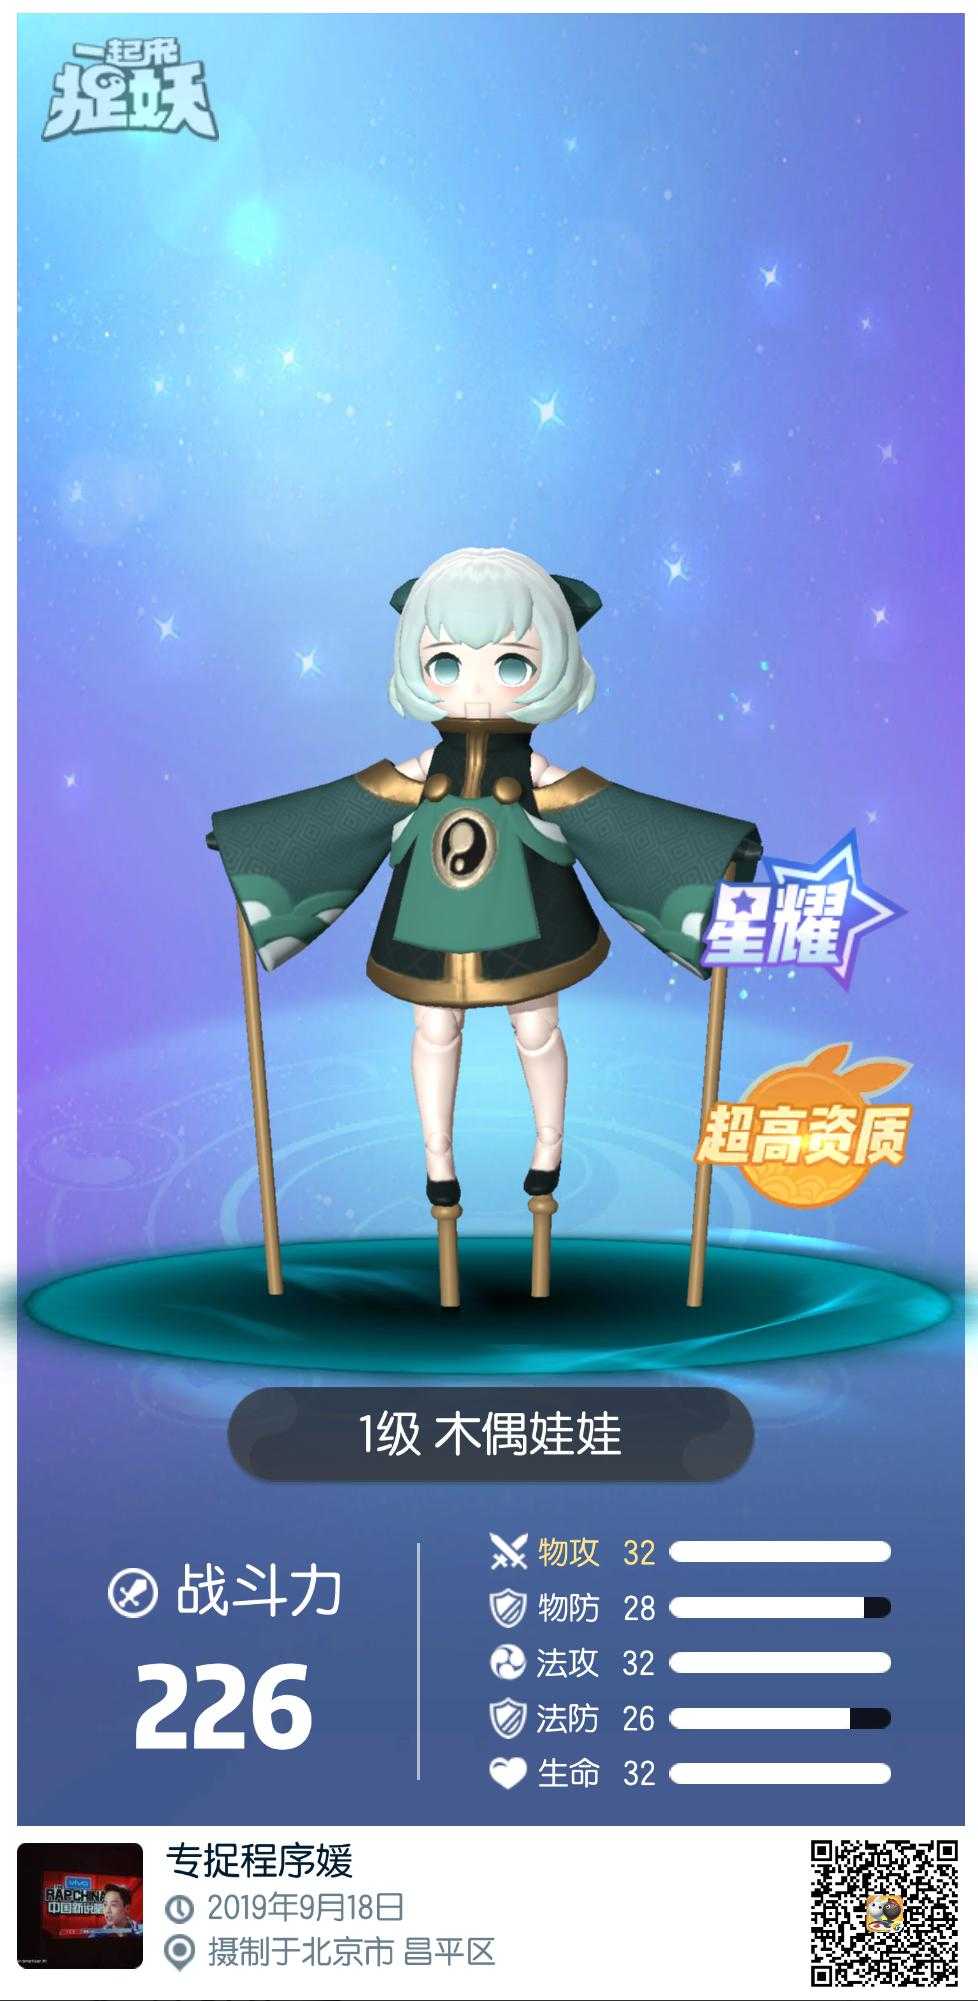 一起来
捉妖
星耀
超高资质
1级 木偶娃娃
战斗力
226
物攻 32
物防 28
法攻 32
法防 26
生命 32
专捉程序媛
2019年9月18日
摄制于北京市 昌平区
vivo
RAPCHINA
中国新说唱